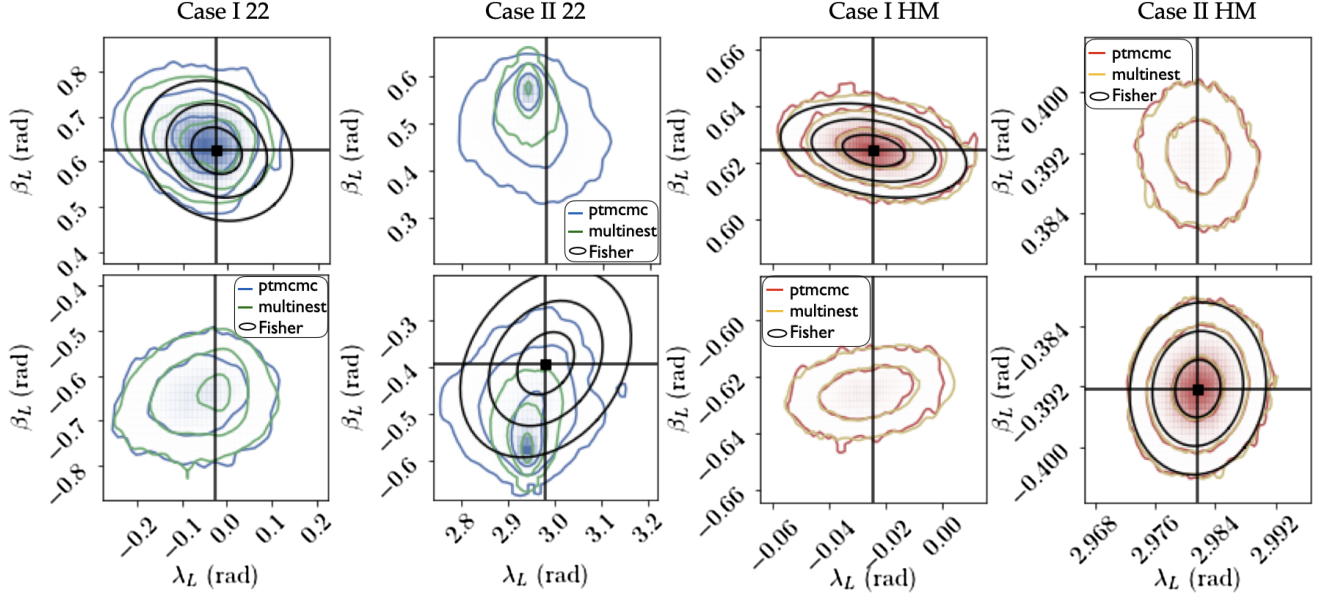 Case I 22
Case II 22
Case I HM
Case II HM
β_L (rad)
0.8
0.7
0.6
0.5
0.4
β_L (rad)
0.6
0.5
0.4
0.3
ptmcmc
multinest
Fisher
β_L (rad)
0.66
0.64
0.62
0.60
β_L (rad)
0.400
0.392
0.384
ptmcmc
multinest
Fisher
β_L (rad)
−0.4
−0.5
−0.6
−0.7
−0.8
ptmcmc
multinest
Fisher
β_L (rad)
−0.3
−0.4
−0.5
−0.6
β_L (rad)
−0.60
−0.62
−0.64
−0.66
ptmcmc
multinest
Fisher
β_L (rad)
−0.384
−0.392
−0.400
−0.2
−0.1
0.0
0.1
0.2
λ_L (rad)
2.8
2.9
3.0
3.1
3.2
λ_L (rad)
−0.06
−0.04
−0.02
0.00
λ_L (rad)
2.968
2.976
2.984
2.992
λ_L (rad)